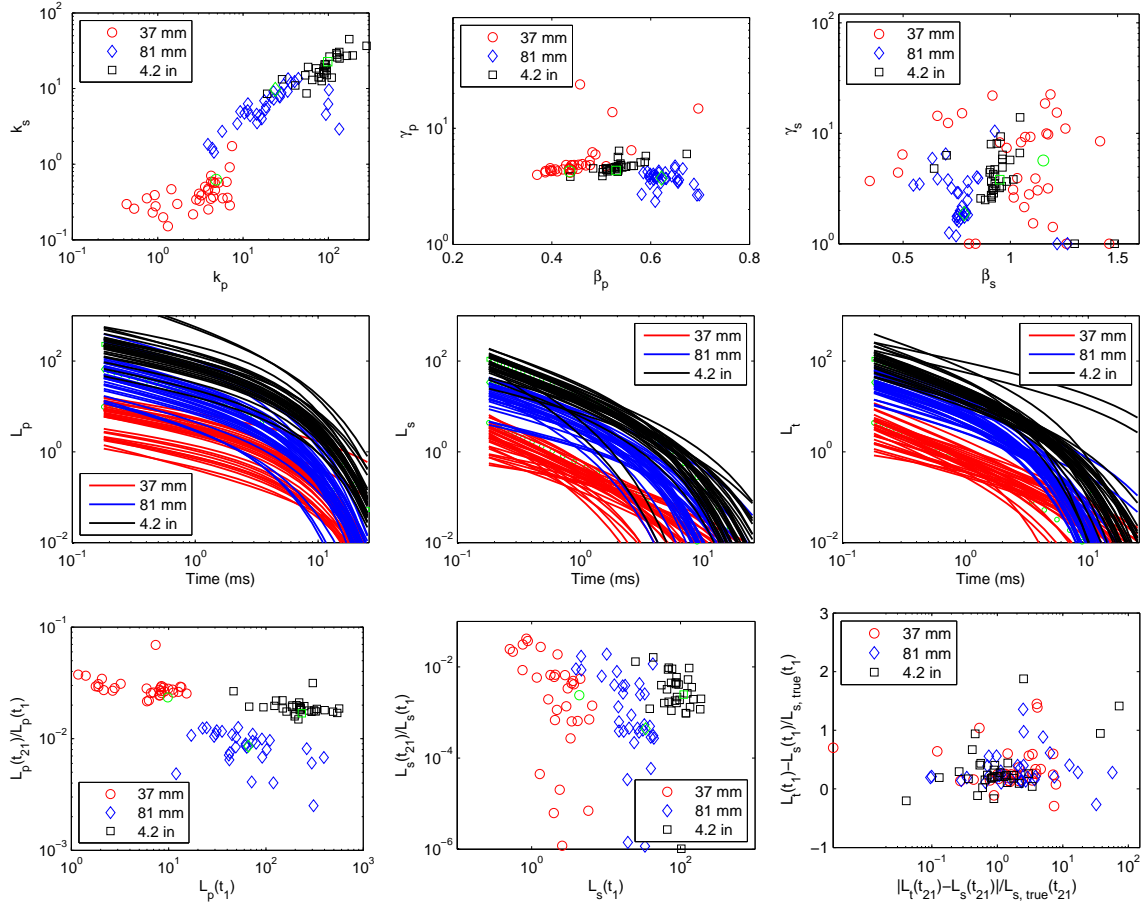 37 mm
81 mm
4.2 in
10^2
10^1
10^0
10^−1
k_s
10^−1 10^0 10^1 10^2
k_p
37 mm
81 mm
4.2 in
10^1
10^0
γ_p
0.2 0.4 0.6 0.8
β_p
37 mm
81 mm
4.2 in
10^2
10^1
10^0
γ_s
0.5 1 1.5
β_s
10^2
10^0
10^−2
L_p
37 mm
81 mm
4.2 in
10^−1 10^0 10^1
Time (ms)
37 mm
81 mm
4.2 in
10^2
10^0
10^−2
L_s
10^−1 10^0 10^1
Time (ms)
37 mm
81 mm
4.2 in
10^2
10^0
10^−2
L_t
10^−1 10^0 10^1
Time (ms)
10^−1
10^−2
10^−3
L_p(t_21)/L_p(t_1)
37 mm
81 mm
4.2 in
10^0 10^1 10^2 10^3
L_p(t_1)
10^−2
10^−4
10^−6
L_s(t_21)/L_s(t_1)
37 mm
81 mm
4.2 in
10^0 10^2
L_s(t_1)
37 mm
81 mm
4.2 in
3
2
1
0
−1
L_t(t_1)−L_s(t_1)/L_s, true(t_1)
10^−1 10^0 10^1 10^2
|L_t(t_21)−L_s(t_21)|/L_s, true(t_21)